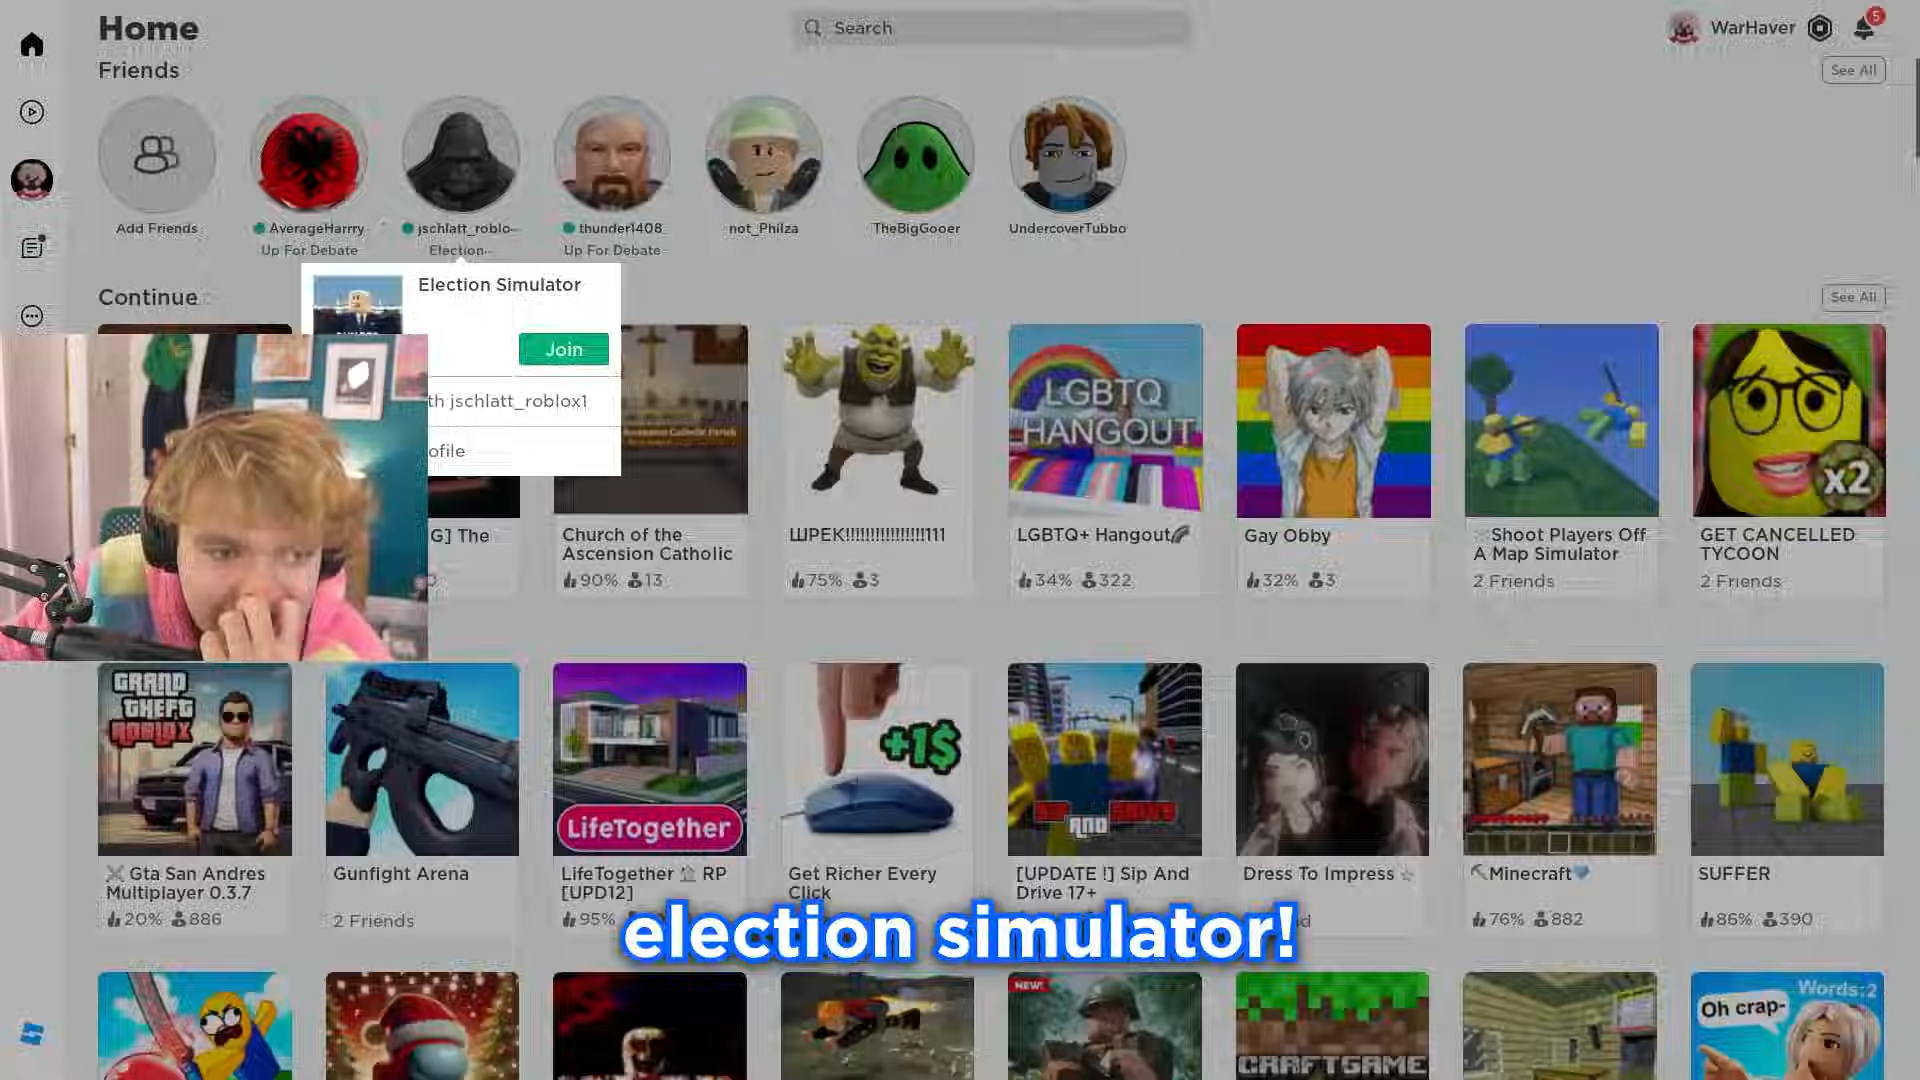 Home
Search
WarHaver
5
Friends
See All
Add Friends
AverageHarrry
Up For Debate
jschlatt_roblo--
Election--
thunder1408
Up For Debate
not_Philza
TheBigGooer
UndercoverTubbo
Election Simulator
Join
th jschlatt_roblox1
ofile
Continue
See All
LGBTQ
HANGOUT
x2
G] The
Church of the
Ascension Catholic
90% 13
ШРЕК!!!!!!!!!!!!!!!!!111
75% 3
LGBTQ+ Hangout
34% 322
Gay Obby
32% 3
Shoot Players Off
A Map Simulator
2 Friends
GET CANCELLED
TYCOON
2 Friends
GRAND
THEFT
ROBLOX
LifeTogether
+1$
SIP AND DRIVE
Gta San Andres
Multiplayer 0.3.7
20% 886
Gunfight Arena
2 Friends
LifeTogether RP
[UPD12]
95%
Get Richer Every
Click
[UPDATE !] Sip And
Drive 17+
Dress To Impress
Minecraft
76% 882
SUFFER
86% 390
election simulator!
NEW!
CRAFTGAME
Words:2
Oh crap-